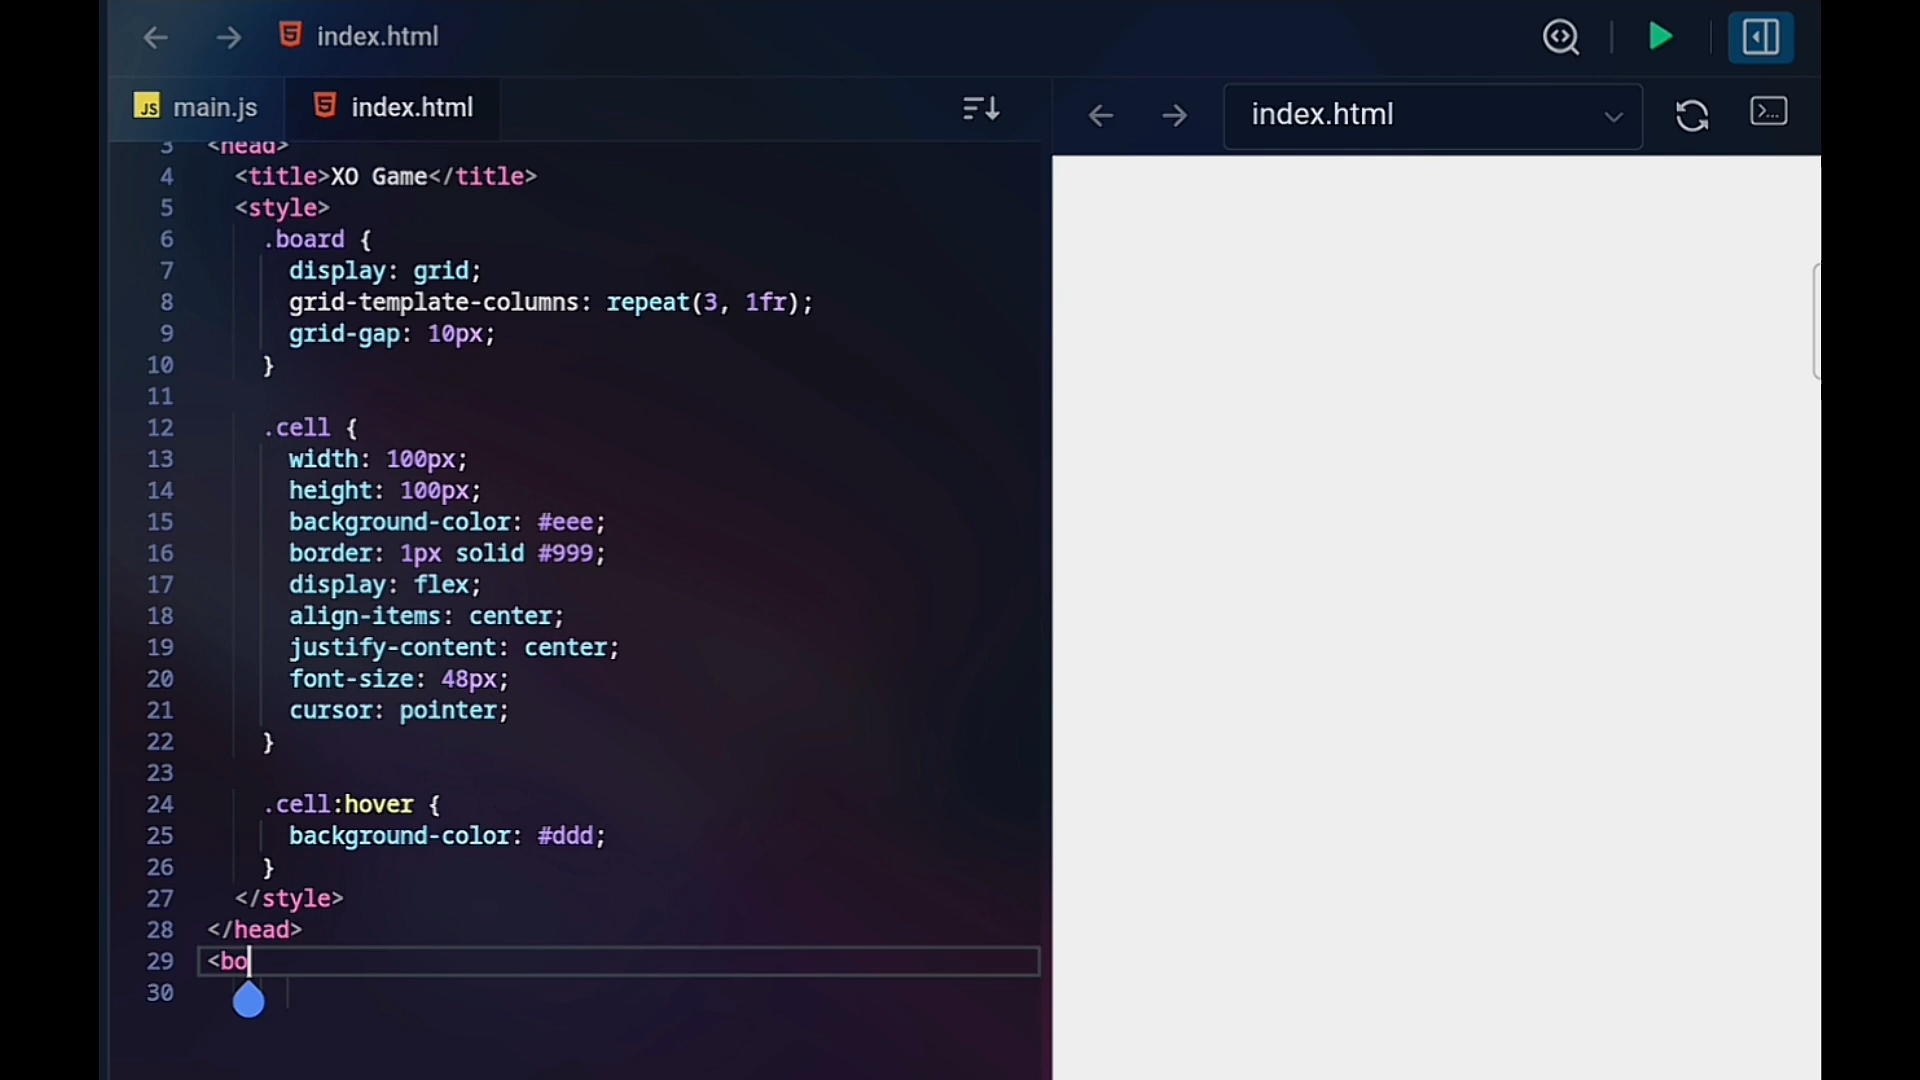 index.html
JS main.js
index.html
index.html
3 <head>
4 <title>XO Game</title>
5 <style>
6 .board {
7 display: grid;
8 grid-template-columns: repeat(3, 1fr);
9 grid-gap: 10px;
10 }
11
12 .cell {
13 width: 100px;
14 height: 100px;
15 background-color: #eee;
16 border: 1px solid #999;
17 display: flex;
18 align-items: center;
19 justify-content: center;
20 font-size: 48px;
21 cursor: pointer;
22 }
23
24 .cell:hover {
25 background-color: #ddd;
26 }
27 </style>
28 </head>
29 <bo
30